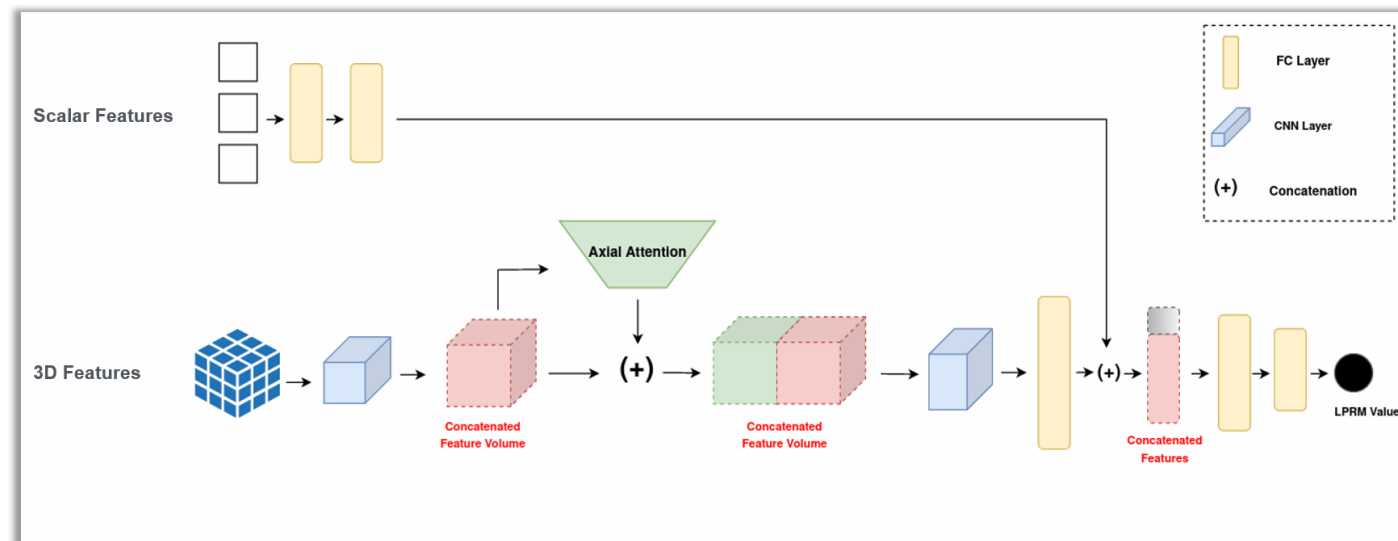 Scalar Features
FC Layer
CNN Layer
(+)
Concatenation
Axial Attention
3D Features
(+)
(+)
Concatenated
Feature Volume
Concatenated
Feature Volume
Concatenated
Features
LPRM Value